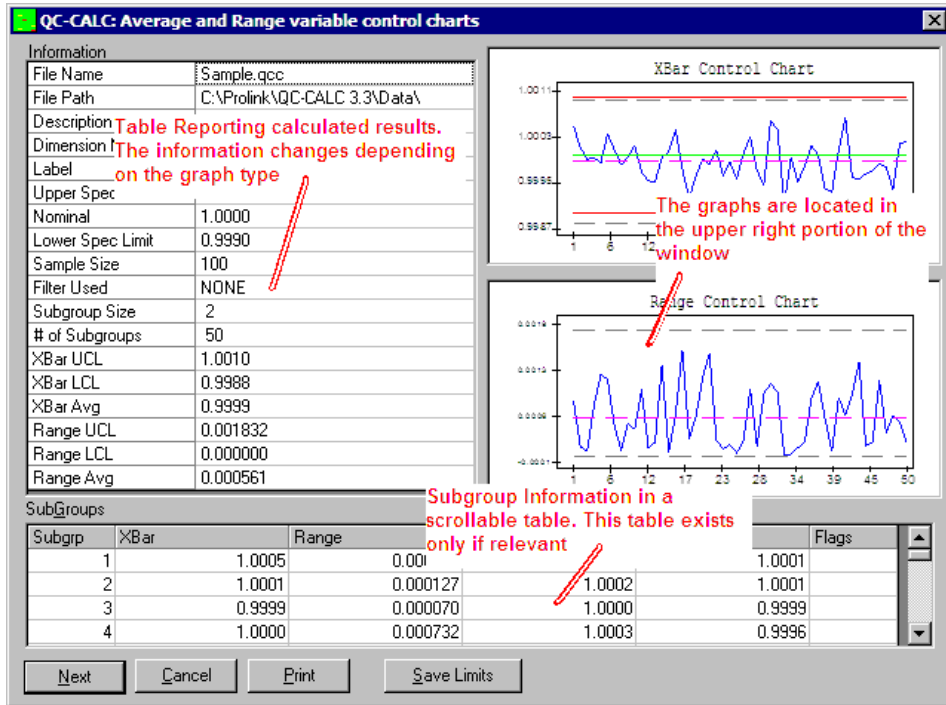 QC-CALC: Average and Range variable control charts
Information
File Name Sample.qcc
File Path C:\Prolink\QC-CALC 3.3\Data\
Description
Dimension
Label
Upper Spec
Nominal 1.0000
Lower Spec Limit 0.9990
Sample Size 100
Filter Used NONE
Subgroup Size 2
# of Subgroups 50
XBar UCL 1.0010
XBar LCL 0.9988
XBar Avg 0.9999
Range UCL 0.001832
Range LCL 0.000000
Range Avg 0.000561
Table Reporting calculated results.
The information changes depending
on the graph type
XBar Control Chart
1.0011
1.0003
0.9995
0.9987
1 6 12
The graphs are located in
the upper right portion of the
window
Range Control Chart
-0.0001
1 6 12 17 23 28 34 39 45 50
Subgroup Information in a
scrollable table. This table exists
only if relevant
SubGroups
Subgrp XBar Range Flags
1 1.0005 1.0001
2 1.0001 0.000127 1.0002 1.0001
3 0.9999 0.000070 1.0000 0.9999
4 1.0000 0.000732 1.0003 0.9996
Next Cancel Print Save Limits